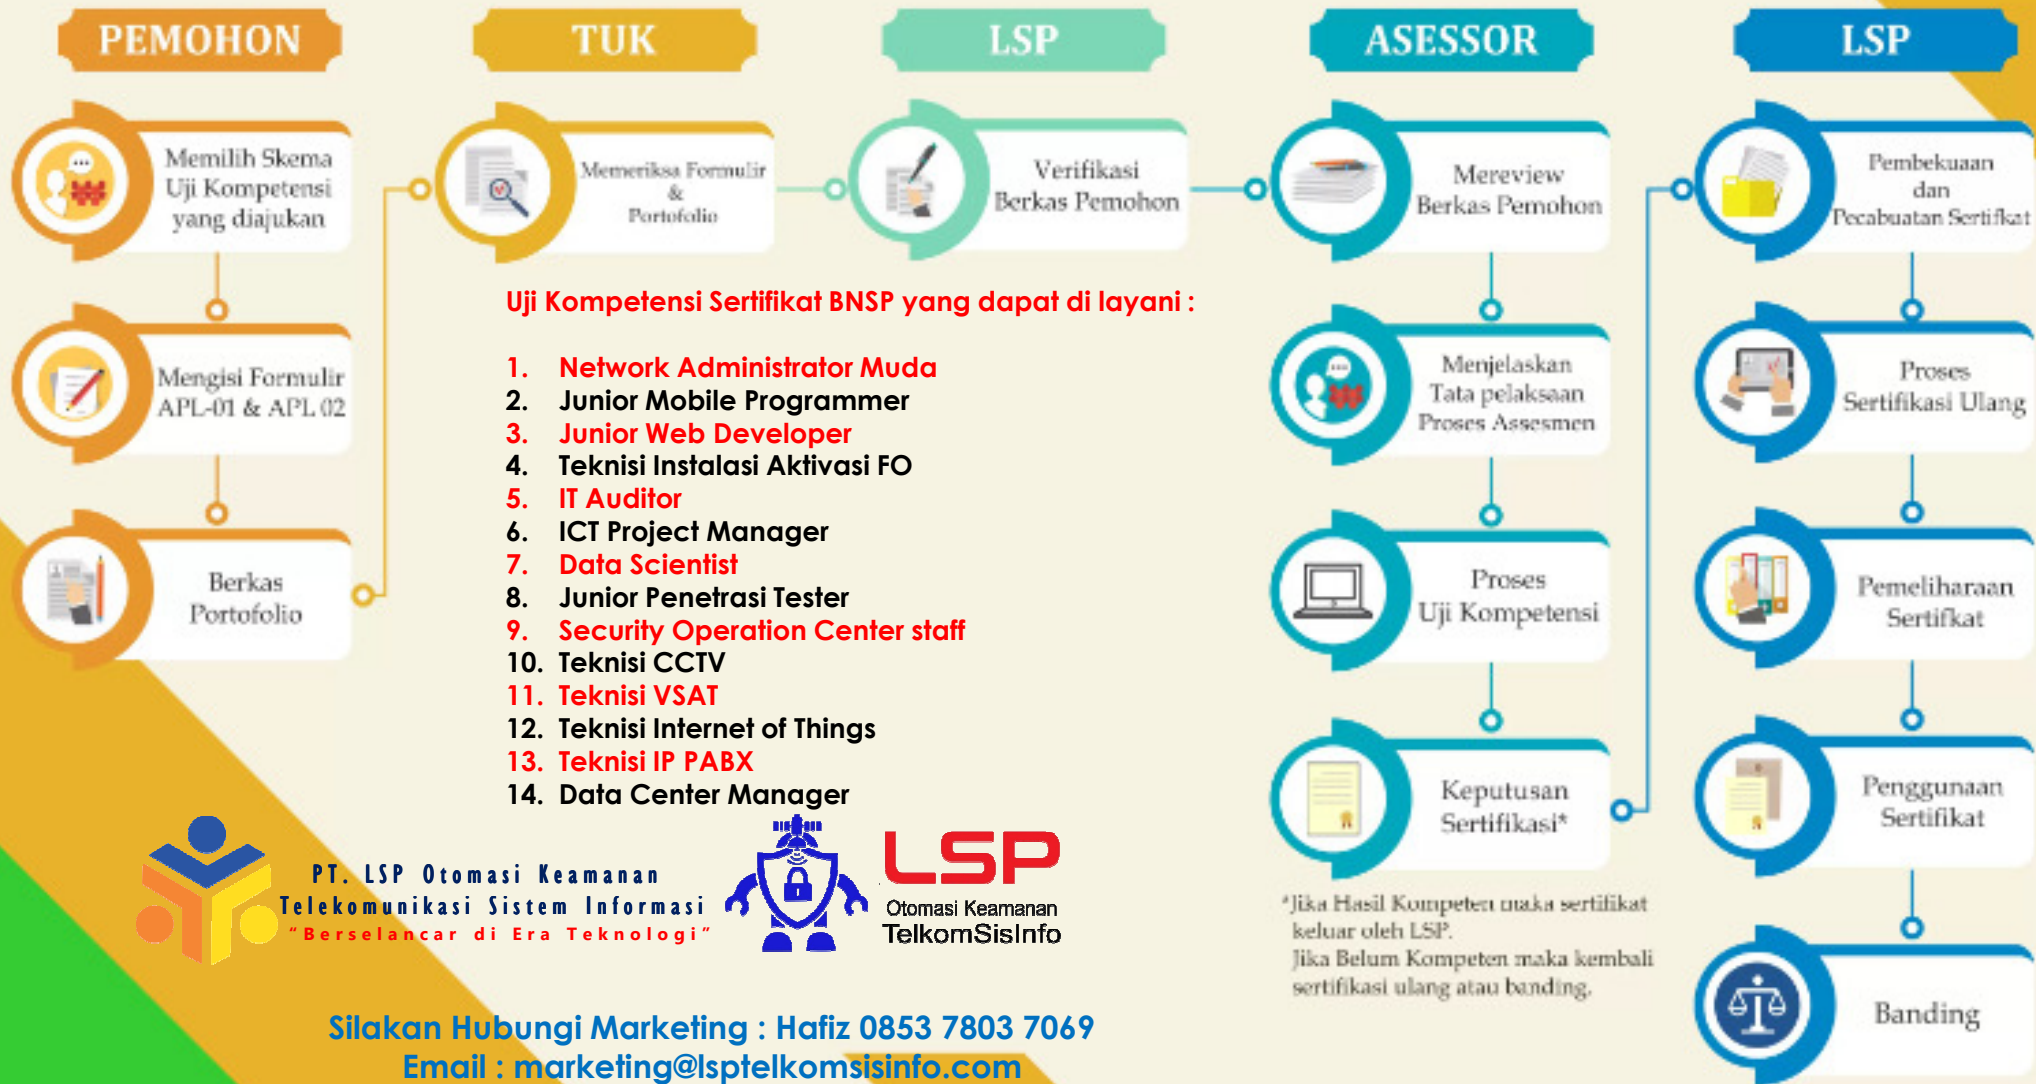 PEMOHON
Memilih Skema
Uji Kompetensi
yang diajukan
Mengisi Formulir
APL-01 & APL 02
Berkas
Portofolio
TUK
Memeriksa Formulir
&
Portofolio
LSP
Verifikasi
Berkas Pemohon
ASESSOR
Mereview
Berkas Pemohon
Menjelaskan
Tata pelaksaan
Proses Assesmen
Proses
Uji Kompetensi
Keputusan
Sertifikasi*
*Jika Hasil Kompeten maka sertifikat
keluar oleh LSP.
Jika Belum Kompeten maka kembali
sertifikasi ulang atau banding.
LSP
Pembekuaan
dan
Pecabuatan Sertifkat
Proses
Sertifikasi Ulang
Pemeliharaan
Sertifkat
Penggunaan
Sertifikat
Banding
Uji Kompetensi Sertifikat BNSP yang dapat di layani :
1. Network Administrator Muda
2. Junior Mobile Programmer
3. Junior Web Developer
4. Teknisi Instalasi Aktivasi FO
5. IT Auditor
6. ICT Project Manager
7. Data Scientist
8. Junior Penetrasi Tester
9. Security Operation Center staff
10. Teknisi CCTV
11. Teknisi VSAT
12. Teknisi Internet of Things
13. Teknisi IP PABX
14. Data Center Manager
PT. LSP Otomasi Keamanan
Telekomunikasi Sistem Informasi
"Berselancar di Era Teknologi"
LSP
Otomasi Keamanan
TelkomSisInfo
Silakan Hubungi Marketing : Hafiz 0853 7803 7069
Email : marketing@lsptelkomsisinfo.com